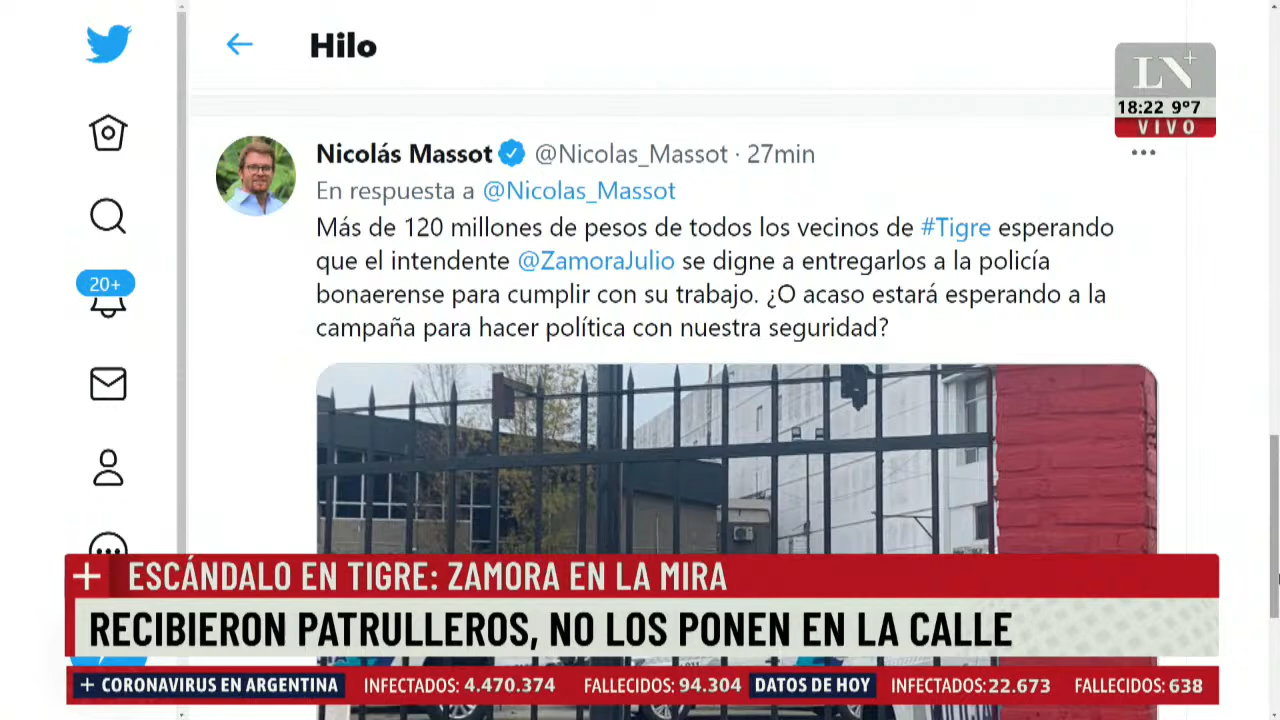 Hilo
LN+
18:22 9°7
VIVO
Nicolás Massot @Nicolas_Massot · 27min
En respuesta a @Nicolas_Massot
Más de 120 millones de pesos de todos los vecinos de #Tigre esperando
que el intendente @ZamoraJulio se digne a entregarlos a la policía
bonaerense para cumplir con su trabajo. ¿O acaso estará esperando a la
campaña para hacer política con nuestra seguridad?
20+
+ ESCÁNDALO EN TIGRE: ZAMORA EN LA MIRA
RECIBIERON PATRULLEROS, NO LOS PONEN EN LA CALLE
+ CORONAVIRUS EN ARGENTINA INFECTADOS: 4.470.374 FALLECIDOS: 94.304 DATOS DE HOY INFECTADOS:22.673 FALLECIDOS: 638